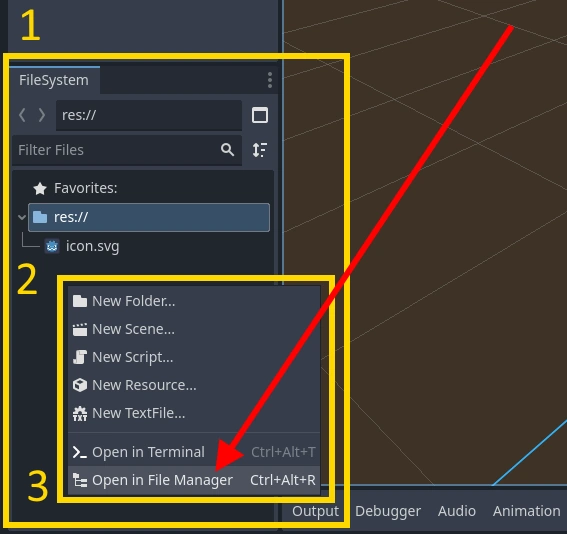 1
FileSystem
res://
Filter Files
Favorites:
res://
icon.svg
2
New Folder...
New Scene...
New Script...
New Resource...
New TextFile...
Open in Terminal Ctrl+Alt+T
3
Open in File Manager Ctrl+Alt+R
Output Debugger Audio Animation